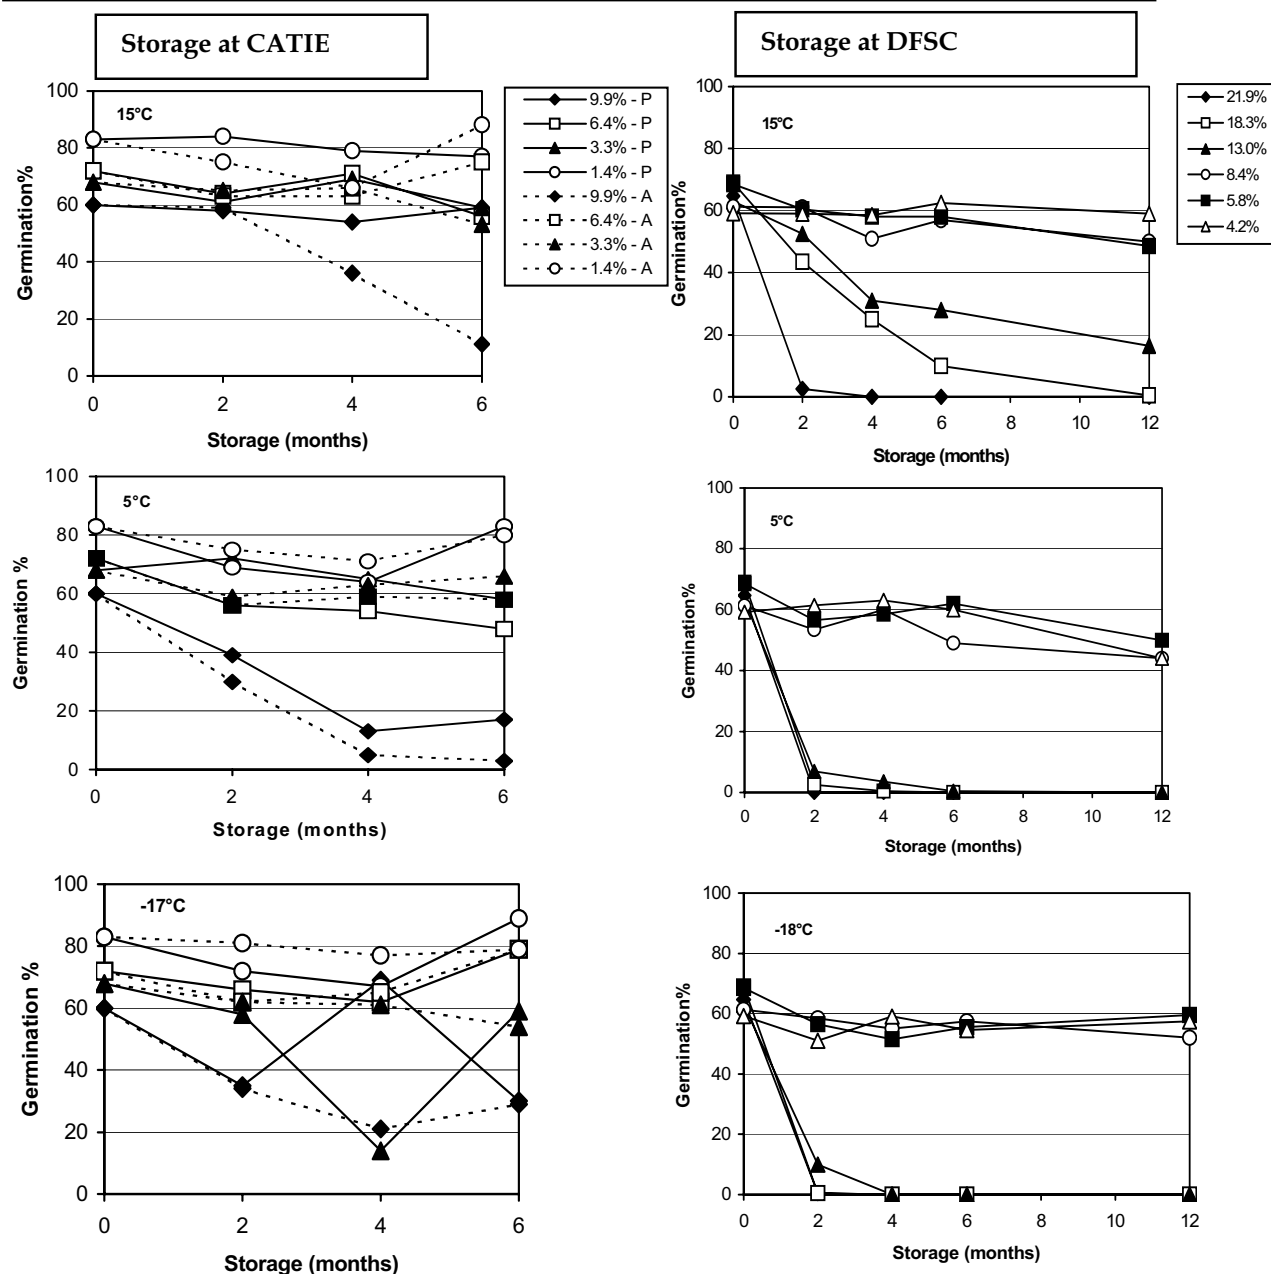 Storage at CATIE
Storage at DFSC
15°C
Germination%
100
80
60
40
20
0
0 2 4 6
Storage (months)
9.9% - P
6.4% - P
3.3% - P
1.4% - P
9.9% - A
6.4% - A
3.3% - A
1.4% - A
15°C
Germination%
100
80
60
40
20
0
0 2 4 6 8 10 12
Storage (months)
21.9%
18.3%
13.0%
8.4%
5.8%
4.2%
5°C
Germination %
100
80
60
40
20
0
0 2 4 6
Storage (months)
5°C
Germination%
100
80
60
40
20
0
0 2 4 6 8 10 12
Storage (months)
-17°C
Germination %
100
80
60
40
20
0
0 2 4 6
Storage (months)
-18°C
Germination%
100
80
60
40
20
0
0 2 4 6 8 10 12
Storage (months)